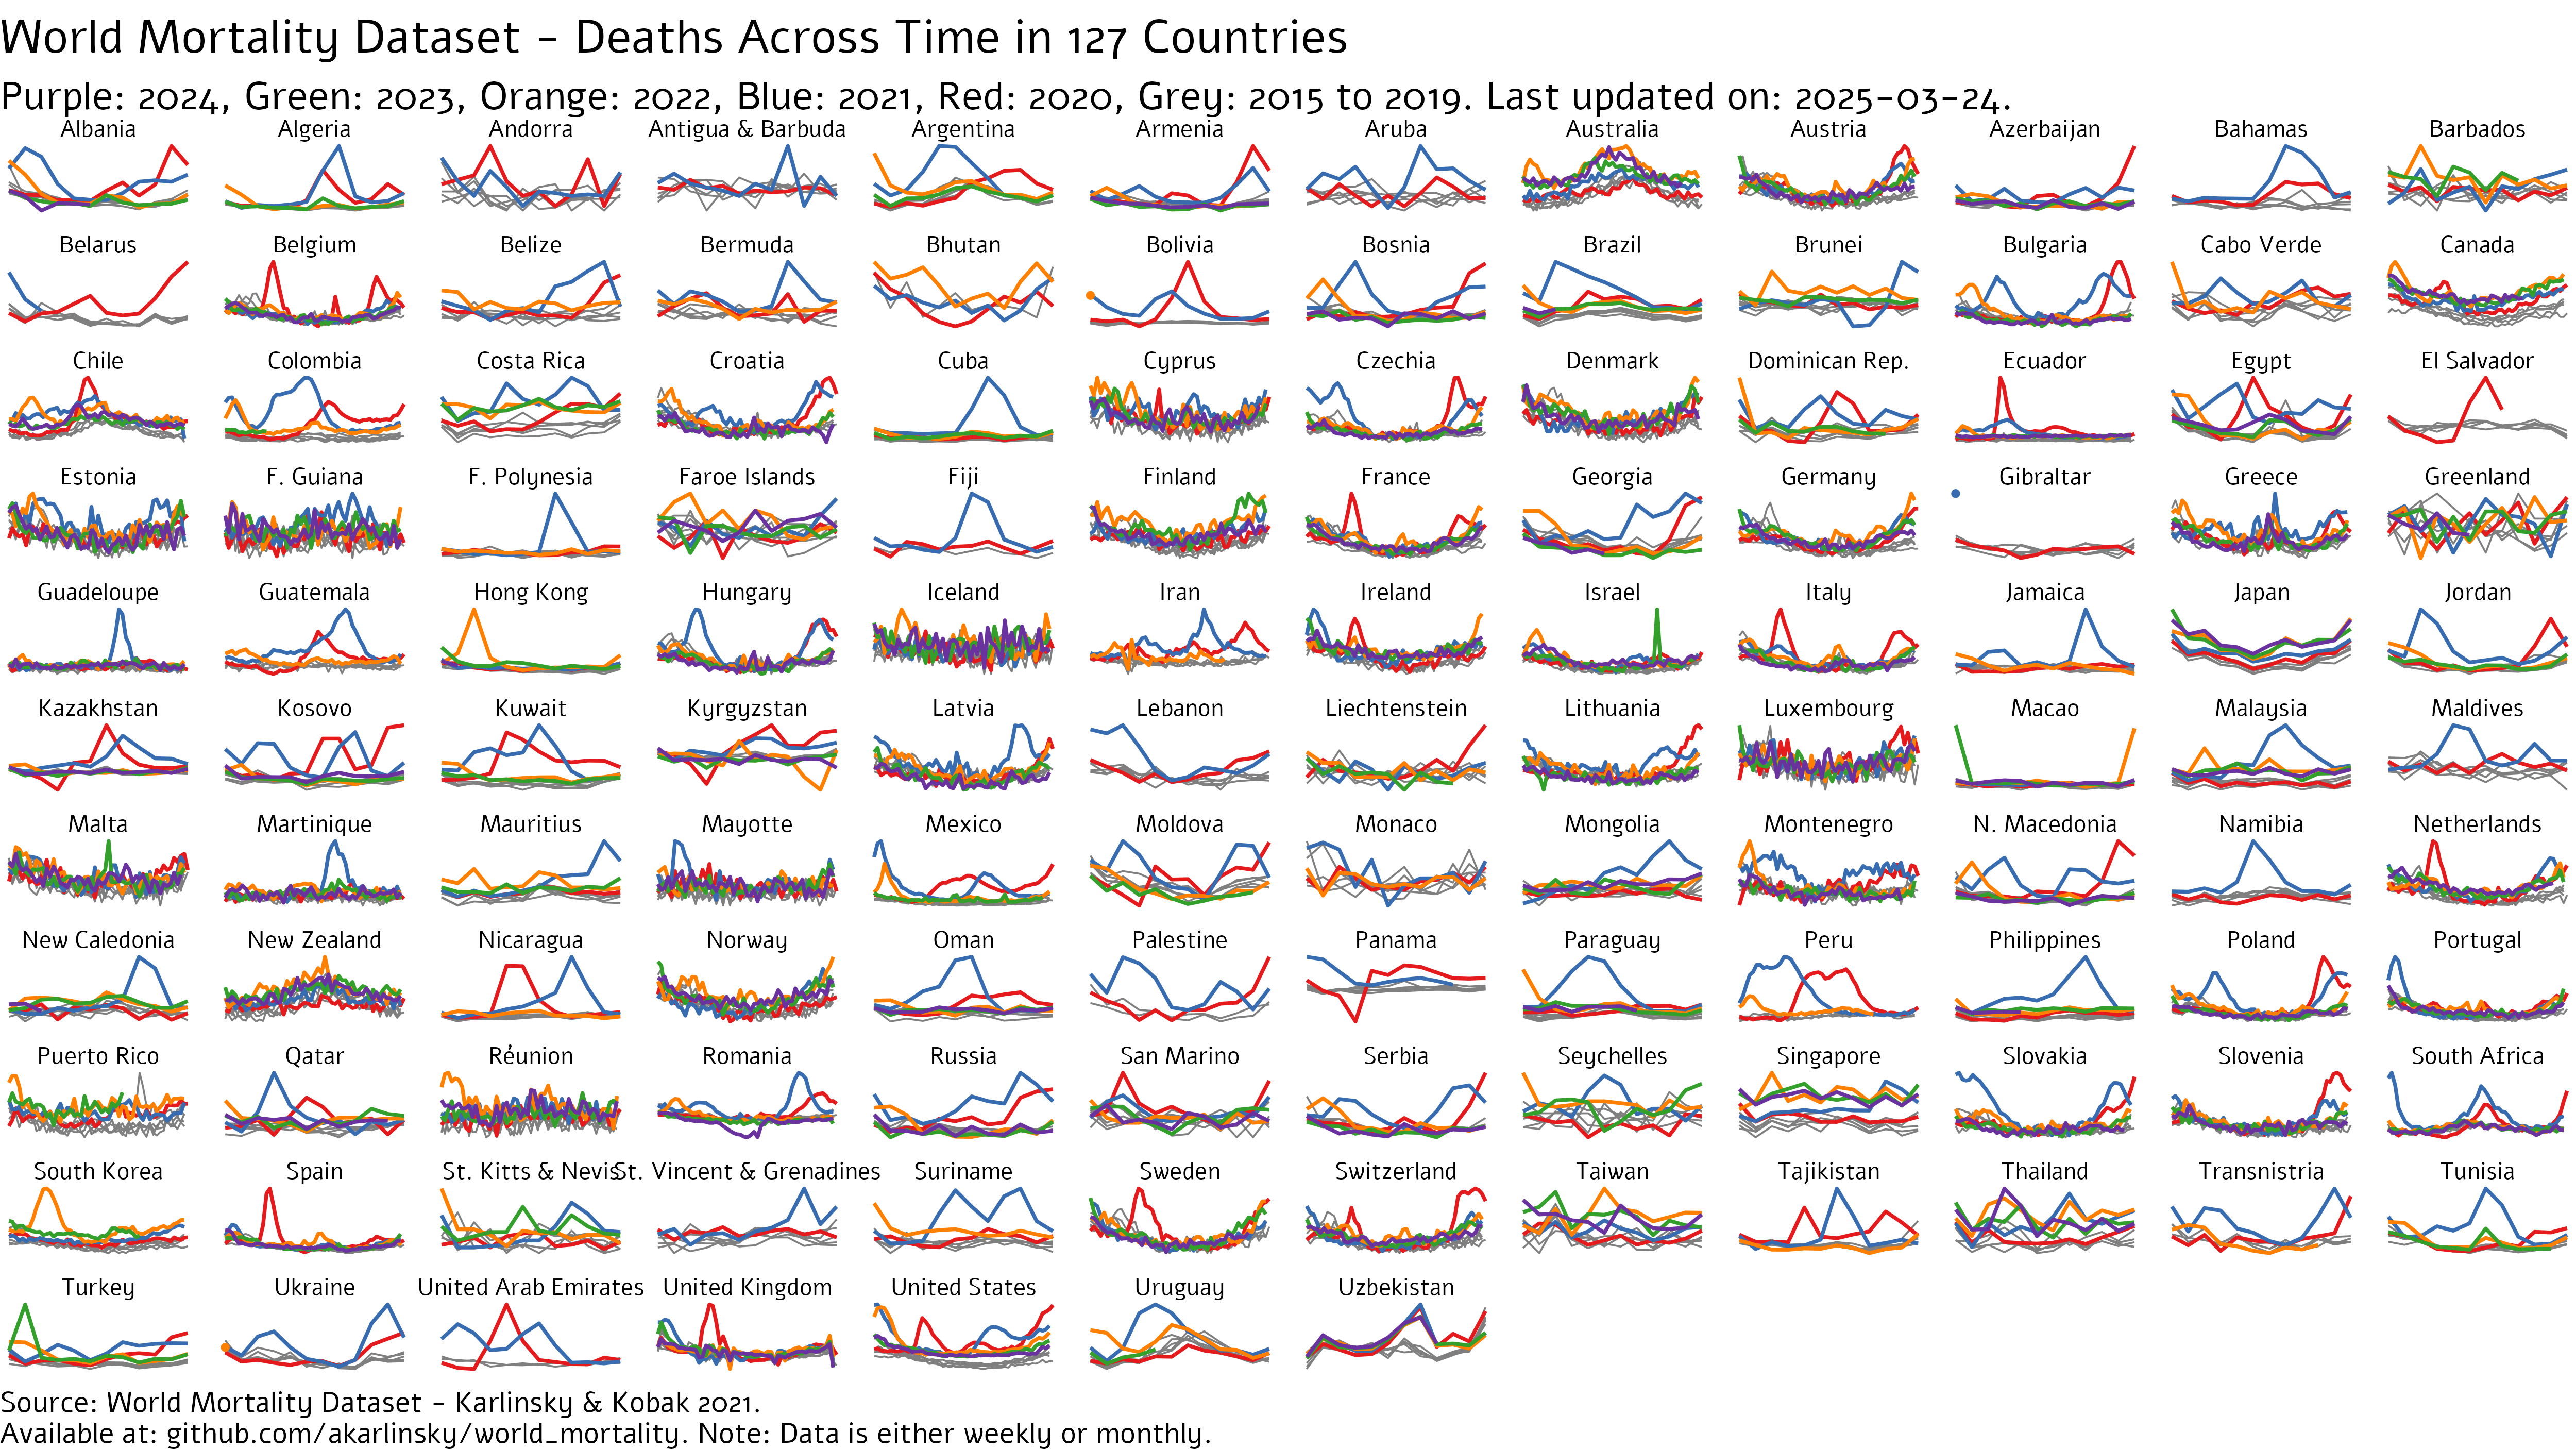 World Mortality Dataset - Deaths Across Time in 127 Countries
Purple: 2024, Green: 2023, Orange: 2022, Blue: 2021, Red: 2020, Grey: 2015 to 2019. Last updated on: 2025-03-24.
Albania Algeria Andorra Antigua & Barbuda Argentina Armenia Aruba Australia Austria Azerbaijan Bahamas Barbados
Belarus Belgium Belize Bermuda Bhutan Bolivia Bosnia Brazil Brunei Bulgaria Cabo Verde Canada
Chile Colombia Costa Rica Croatia Cuba Cyprus Czechia Denmark Dominican Rep. Ecuador Egypt El Salvador
Estonia F. Guiana F. Polynesia Faroe Islands Fiji Finland France Georgia Germany Gibraltar Greece Greenland
Guadeloupe Guatemala Hong Kong Hungary Iceland Iran Ireland Israel Italy Jamaica Japan Jordan
Kazakhstan Kosovo Kuwait Kyrgyzstan Latvia Lebanon Liechtenstein Lithuania Luxembourg Macao Malaysia Maldives
Malta Martinique Mauritius Mayotte Mexico Moldova Monaco Mongolia Montenegro N. Macedonia Namibia Netherlands
New Caledonia New Zealand Nicaragua Norway Oman Palestine Panama Paraguay Peru Philippines Poland Portugal
Puerto Rico Qatar Réunion Romania Russia San Marino Serbia Seychelles Singapore Slovakia Slovenia South Africa
South Korea Spain St. Kitts & Nevis St. Vincent & Grenadines Suriname Sweden Switzerland Taiwan Tajikistan Thailand Transnistria Tunisia
Turkey Ukraine United Arab Emirates United Kingdom United States Uruguay Uzbekistan
Source: World Mortality Dataset - Karlinsky & Kobak 2021.
Available at: github.com/akarlinsky/world_mortality. Note: Data is either weekly or monthly.